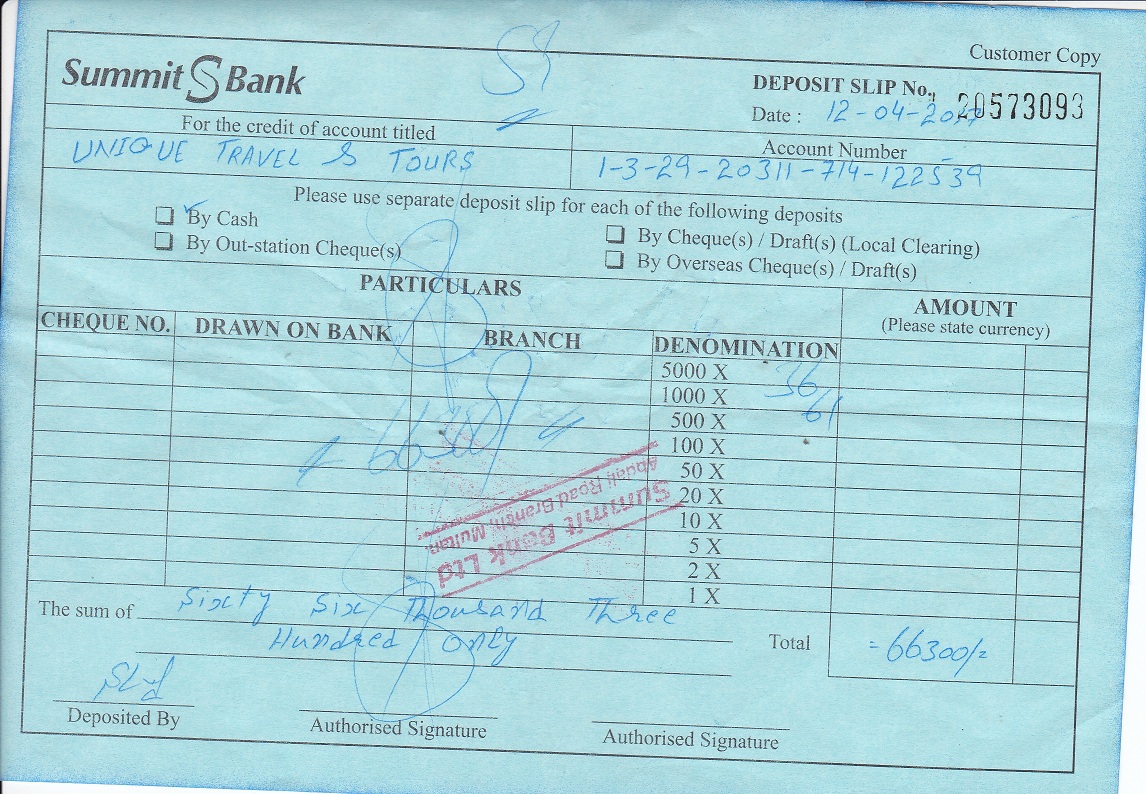 Customer Copy
Summit S Bank
DEPOSIT SLIP No. 20573093
Date : 12-04-2017
For the credit of account titled
Account Number
UNIQUE TRAVEL & TOURS
1-3-29-20311-714-122539
Please use separate deposit slip for each of the following deposits
By Cash
By Cheque(s) / Draft(s) (Local Clearing)
By Out-station Cheque(s)
By Overseas Cheque(s) / Draft(s)
PARTICULARS
AMOUNT
(Please state currency)
CHEQUE NO.
DRAWN ON BANK
BRANCH
DENOMINATION
5000 X
1000 X 36
500 X 61
100 X
50 X
20 X
10 X
5 X
2 X
1 X
66300/
Summit Bank Ltd
Abdali Road Branch, Multan
The sum of Sixty Six Thousand Three
Hundred Only
Total =66300/=
Deposited By
Authorised Signature
Authorised Signature